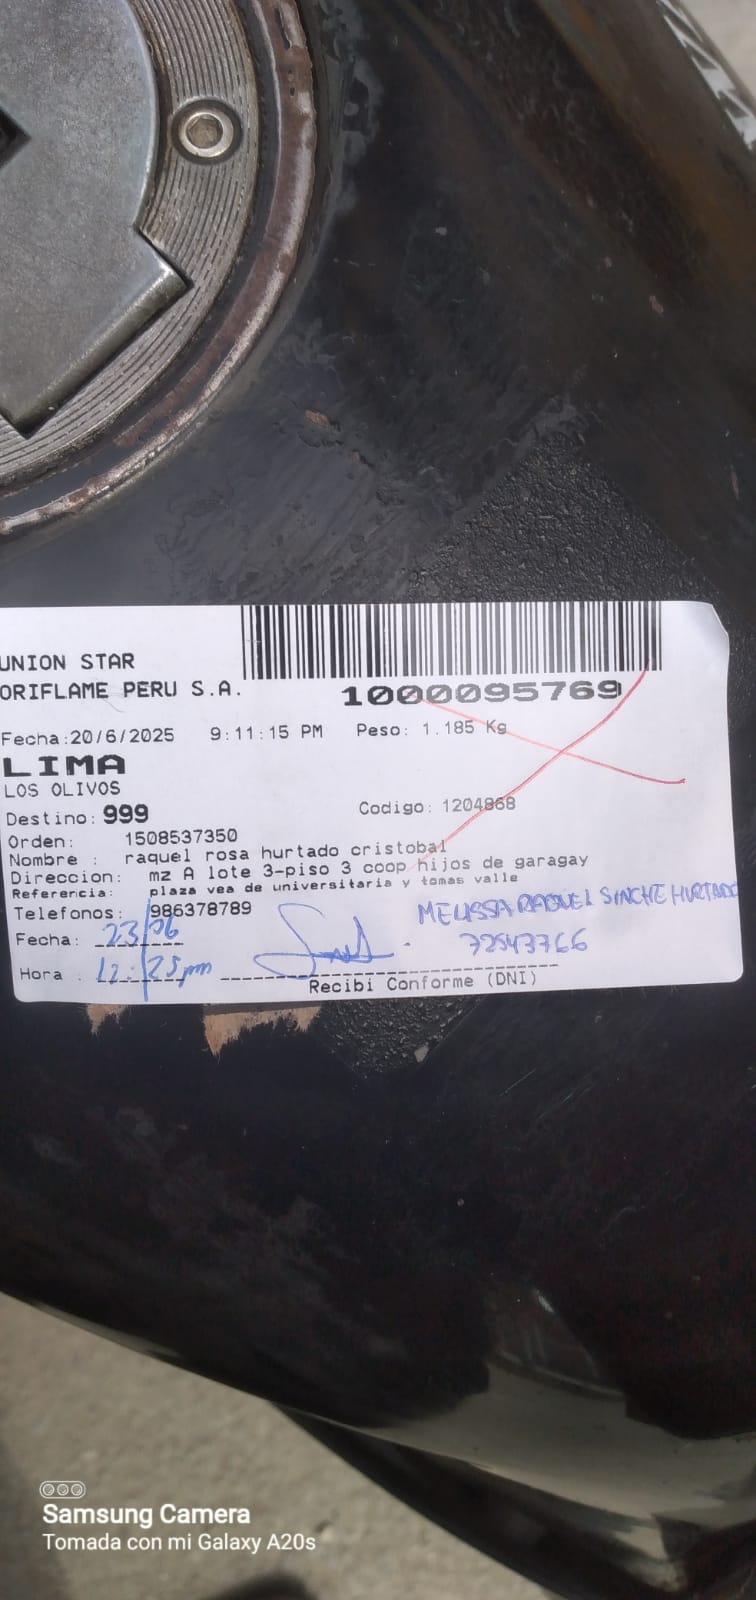 UNION STAR
ORIFLAME PERU S.A.
1000095769
Fecha:20/6/2025 9:11:15 PM Peso: 1.185 Kg
LIMA
LOS OLIVOS
Destino: 999 Codigo: 1204868
Orden: 1508537350
Nombre : raquel rosa hurtado cristobal
Direccion: mz A lote 3-piso 3 coop hijos de garagay
Referencia: plaza vea de universitaria y tomas valle
Telefonos: 986378789
MELISSA RAQUEL SINCHE HURTADO
Fecha: 23/06
72543766
Hora : 12:25pm
Recibi Conforme (DNI)
Samsung Camera
Tomada con mi Galaxy A20s